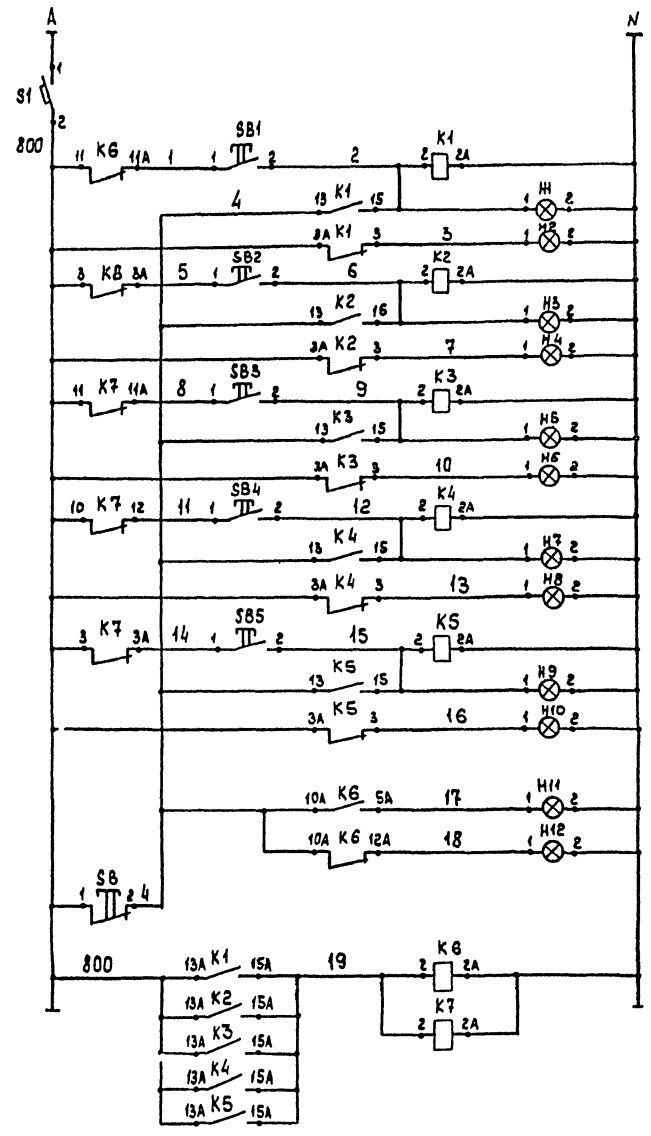 A N
1
S1
2
800
11 K6 11A 1 1 SB1 2 2 2 K1 2A
4 13 K1 15 1 H1 2
3A K1 3 3 1 H2 2
3 K6 3A 5 1 SB2 2 6 2 K2 2A
13 K2 16 1 H3 2
3A K2 3 7 1 H4 2
11 K7 11A 8 1 SB3 2 9 2 K3 2A
13 K3 15 1 H5 2
3A K3 3 10 1 H6 2
10 K7 12 11 1 SB4 2 12 2 K4 2A
13 K4 15 1 H7 2
3A K4 3 13 1 H8 2
3 K7 3A 14 1 SB5 2 15 2 K5 2A
13 K5 15 1 H9 2
3A K5 3 16 1 H10 2
10A K6 5A 17 1 H11 2
10A K6 12A 18 1 H12 2
1 SB 2 4
800 13A K1 15A 19 2 K6 2A
13A K2 15A 2 K7 2A
13A K3 15A
13A K4 15A
13A K5 15A